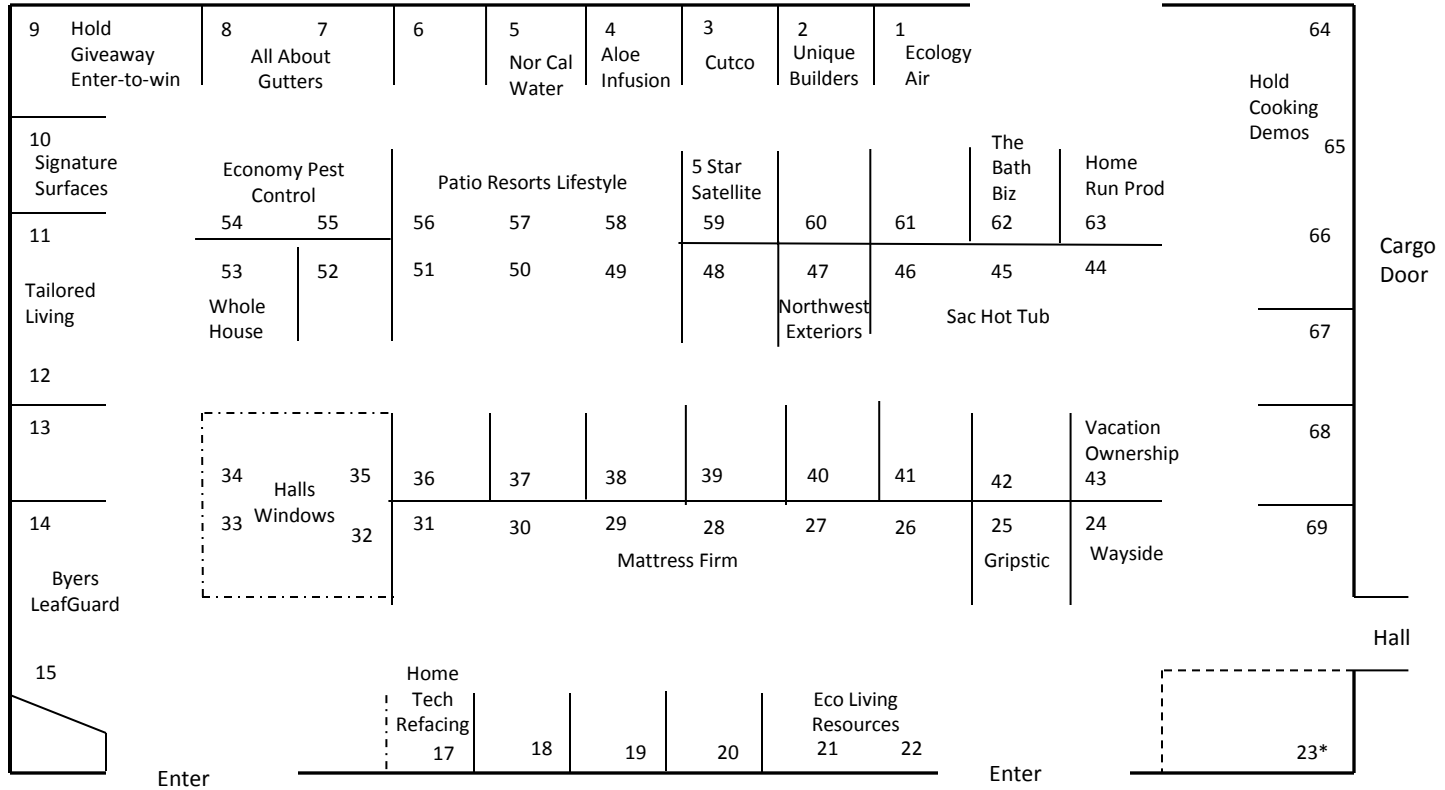 9 Hold
Giveaway
Enter-to-win
8 7
All About
Gutters
6
5
Nor Cal
Water
4
Aloe
Infusion
3
Cutco
2
Unique
Builders
1
Ecology
Air
64
Hold
Cooking
Demos
65
10
Signature
Surfaces
Economy Pest
Control
54 55
Patio Resorts Lifestyle
56 57 58
5 Star
Satellite
59
60
61
The
Bath
Biz
62
Home
Run Prod
63
66
Cargo
Door
11
Tailored
Living
12
53
Whole
House
52
51 50 49
48
47
Northwest
Exteriors
46 45 44
Sac Hot Tub
67
13
34 35
Halls
Windows
33 32
36
37
38
39
40
41
42
Vacation
Ownership
43
68
14
Byers
LeafGuard
15
31 30 29 28 27 26
Mattress Firm
25
Gripstic
24
Wayside
69
Hall
Home
Tech
Refacing
17
18
19
20
Eco Living
Resources
21 22
23*
Enter
Enter